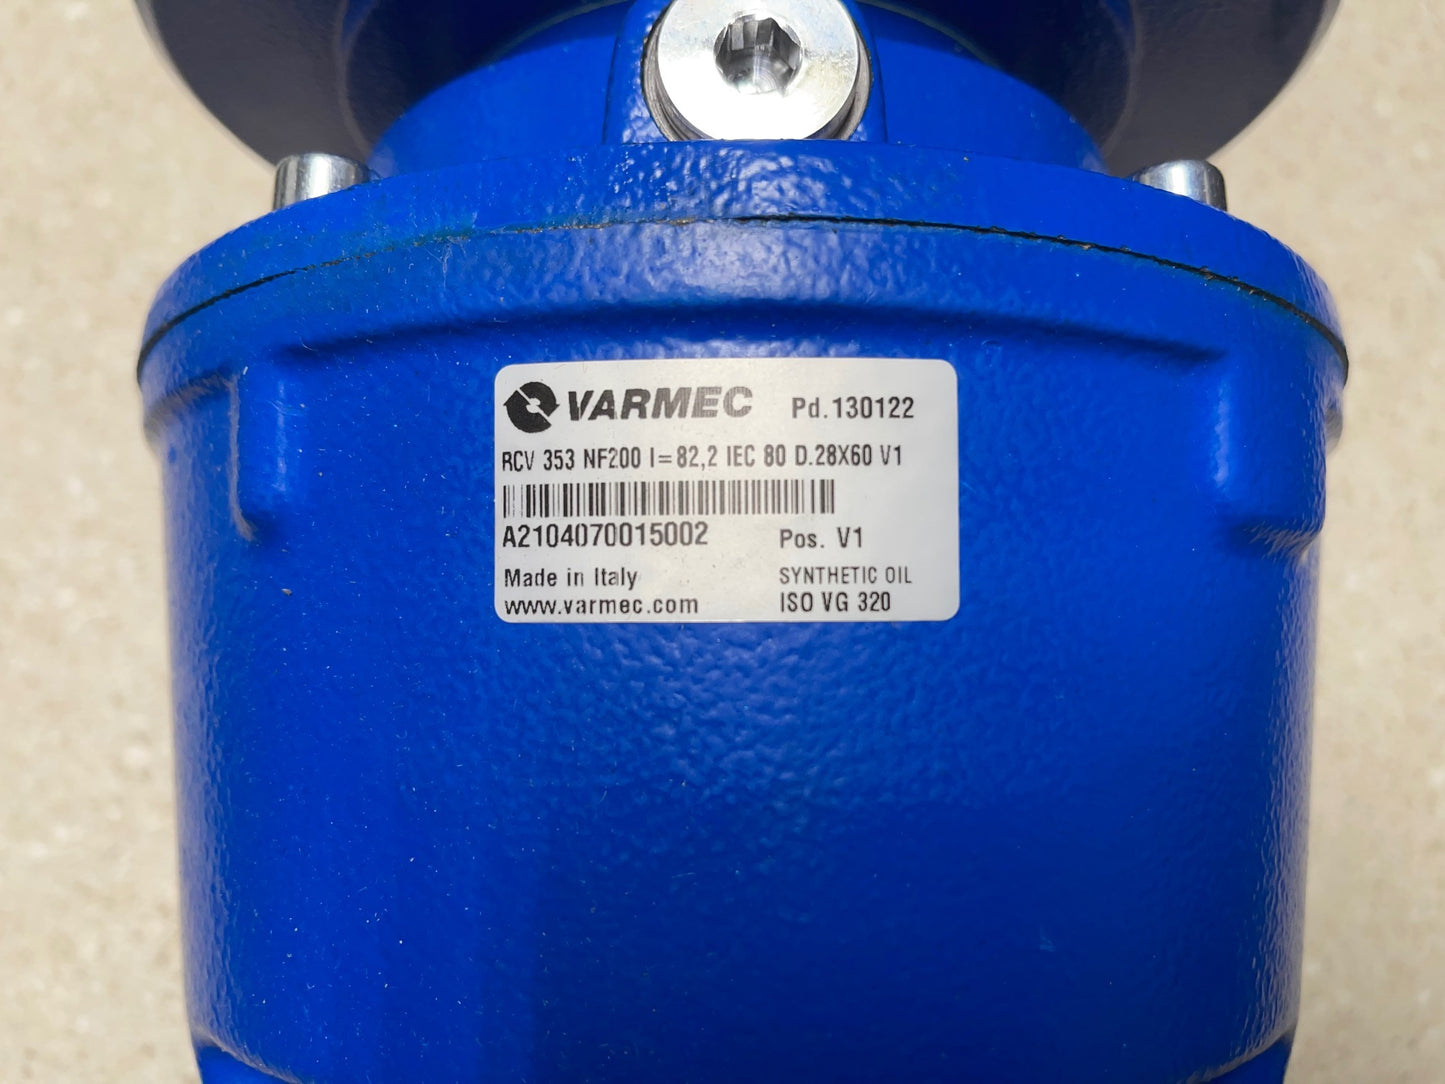 VARMEC Pd.130122
RCV 353 NF200 I=82,2 IEC 80 D.28X60 V1
A2104070015002 Pos. V1
Made in Italy SYNTHETIC OIL
www.varmec.com ISO VG 320